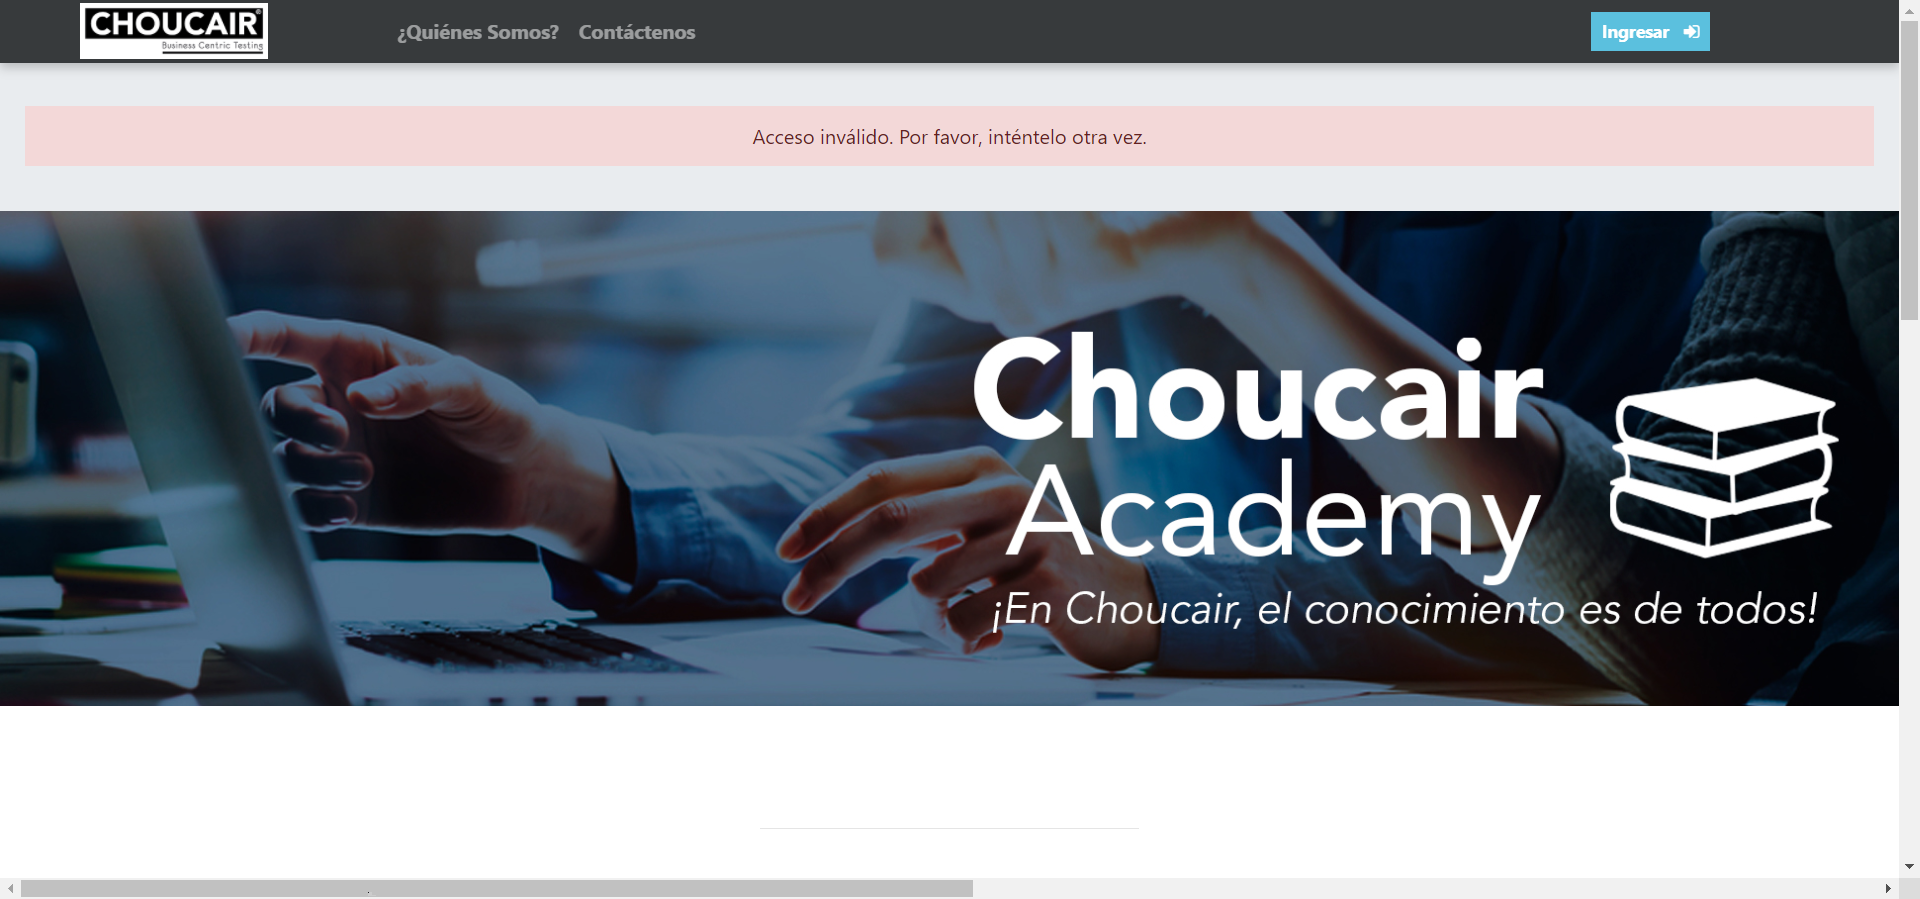 CHOUCAIR®
Business Centric Testing
¿Quiénes Somos?
Contáctenos
Ingresar
Acceso inválido. Por favor, inténtelo otra vez.
Choucair
Academy
¡En Choucair, el conocimiento es de todos!